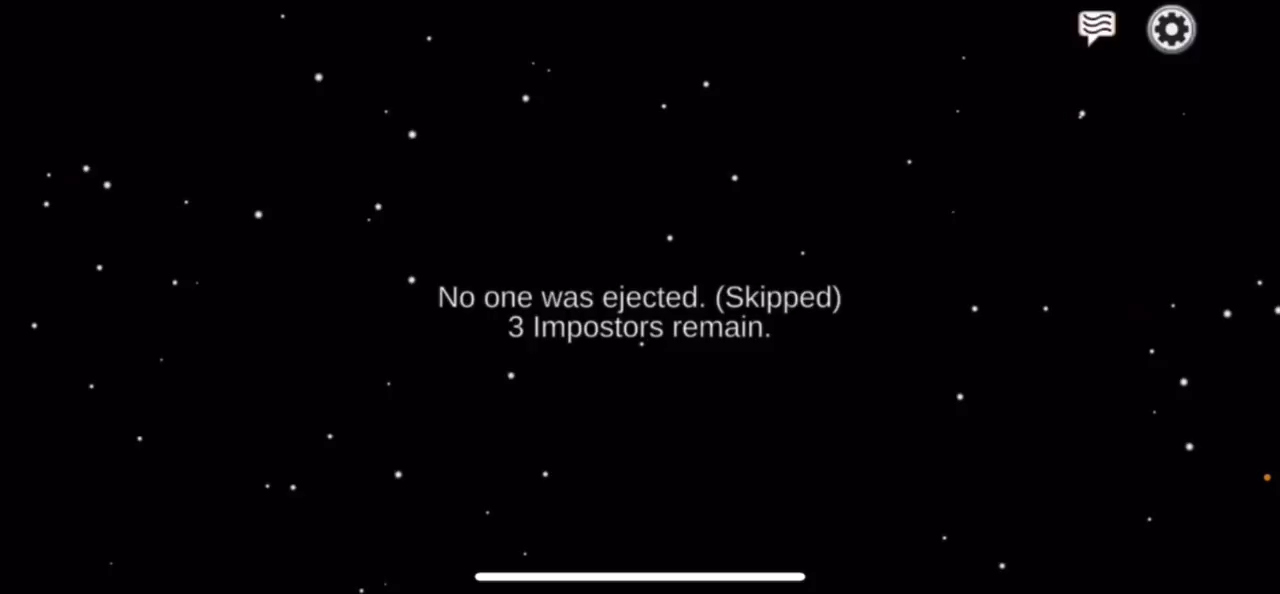 No one was ejected. (Skipped)
3 Impostors remain.